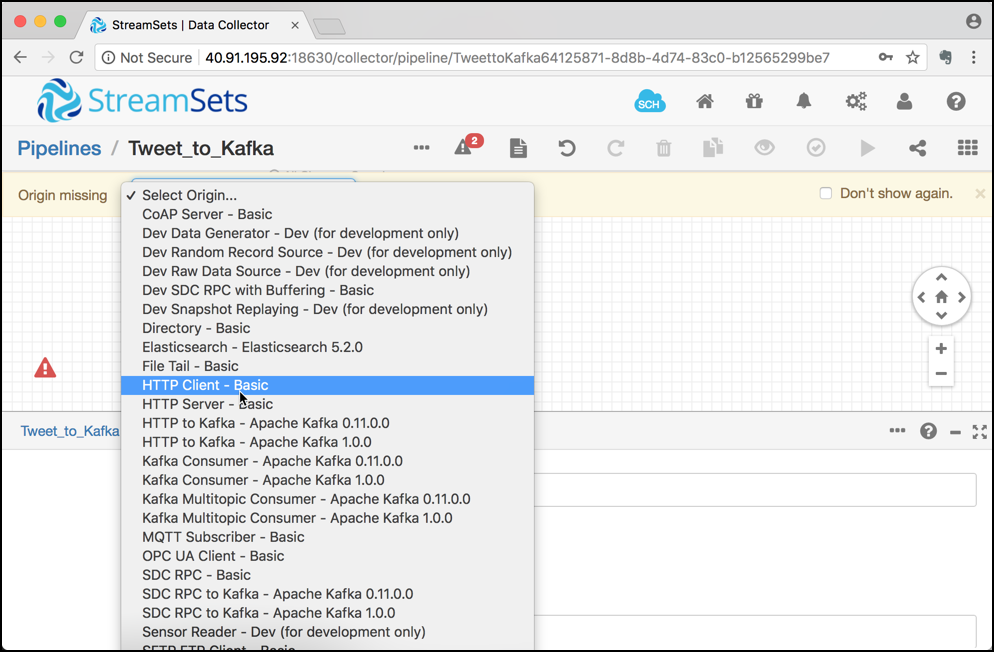 StreamSets | Data Collector
Not Secure 40.91.195.92:18630/collector/pipeline/TweettoKafka64125871-8d8b-4d74-83c0-b12565299be7
StreamSets
SCH
Pipelines / Tweet_to_Kafka
2
Origin missing
Don't show again.
✓ Select Origin...
CoAP Server - Basic
Dev Data Generator - Dev (for development only)
Dev Random Record Source - Dev (for development only)
Dev Raw Data Source - Dev (for development only)
Dev SDC RPC with Buffering - Basic
Dev Snapshot Replaying - Dev (for development only)
Directory - Basic
Elasticsearch - Elasticsearch 5.2.0
File Tail - Basic
HTTP Client - Basic
HTTP Server - Basic
HTTP to Kafka - Apache Kafka 0.11.0.0
HTTP to Kafka - Apache Kafka 1.0.0
Kafka Consumer - Apache Kafka 0.11.0.0
Kafka Consumer - Apache Kafka 1.0.0
Kafka Multitopic Consumer - Apache Kafka 0.11.0.0
Kafka Multitopic Consumer - Apache Kafka 1.0.0
MQTT Subscriber - Basic
OPC UA Client - Basic
SDC RPC - Basic
SDC RPC to Kafka - Apache Kafka 0.11.0.0
SDC RPC to Kafka - Apache Kafka 1.0.0
Sensor Reader - Dev (for development only)
SFTP FTP Client - Basic
Tweet_to_Kafka